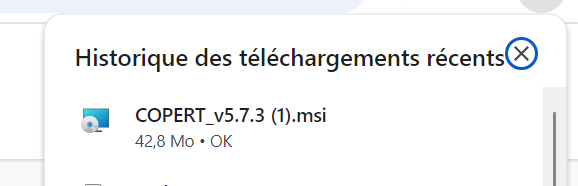 Historique des téléchargements récents
COPERT_v5.7.3 (1).msi
42,8 Mo • OK